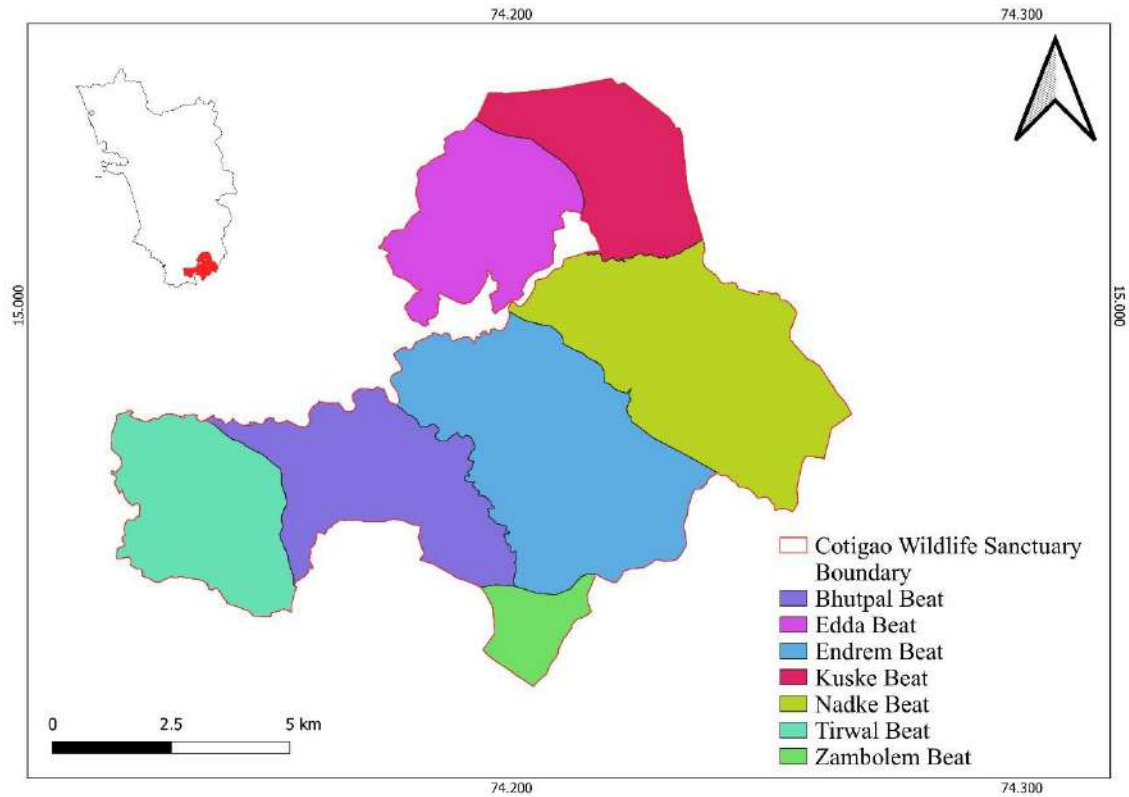 74.200
74.300
15.000
15.000
Cotigao Wildlife Sanctuary
Boundary
Bhutpal Beat
Edda Beat
Endrem Beat
Kuske Beat
Nadke Beat
Tirwal Beat
Zambolem Beat
0 2.5 5 km
74.200
74.300